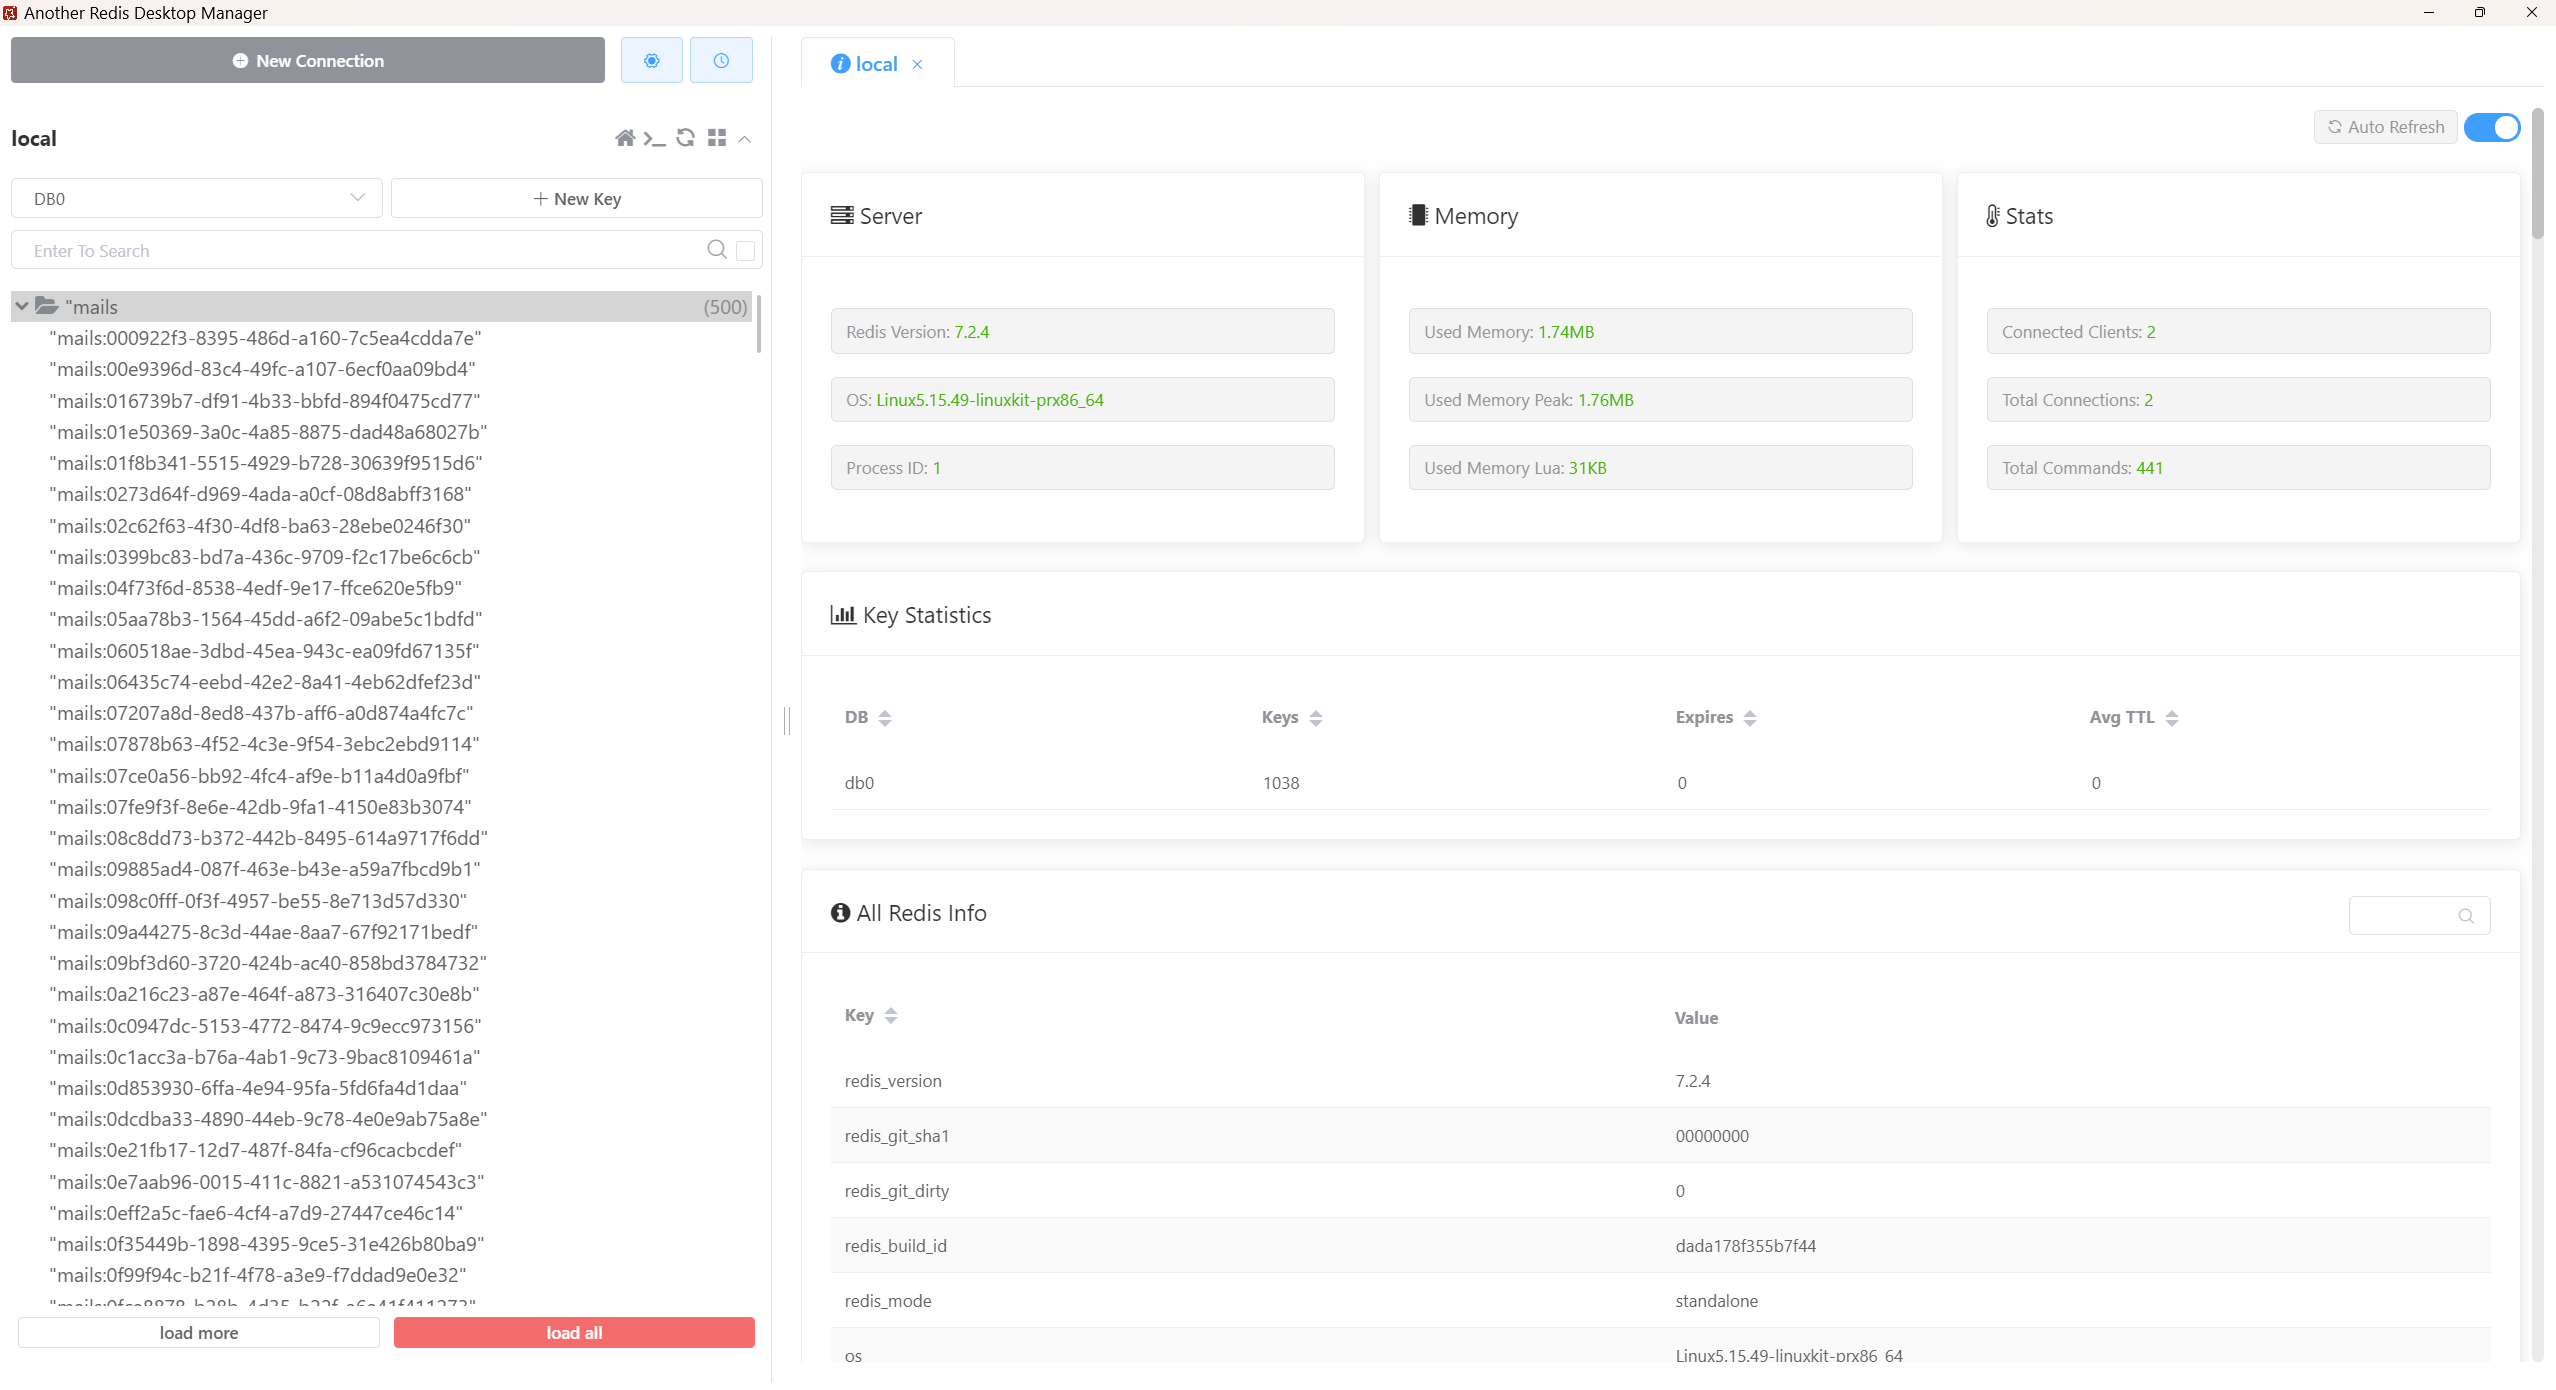 Another Redis Desktop Manager
New Connection
local
DB0
New Key
Enter To Search
"mails (500)
"mails:000922f3-8395-486d-a160-7c5ea4cdda7e"
"mails:00e9396d-83c4-49fc-a107-6ecf0aa09bd4"
"mails:016739b7-df91-4b33-bbfd-894f0475cd77"
"mails:01e50369-3a0c-4a85-8875-dad48a68027b"
"mails:01f8b341-5515-4929-b728-30639f9515d6"
"mails:0273d64f-d969-4ada-a0cf-08d8abff3168"
"mails:02c62f63-4f30-4df8-ba63-28ebe0246f30"
"mails:0399bc83-bd7a-436c-9709-f2c17be6c6cb"
"mails:04f73f6d-8538-4edf-9e17-ffce620e5fb9"
"mails:05aa78b3-1564-45dd-a6f2-09abe5c1bdfd"
"mails:060518ae-3dbd-45ea-943c-ea09fd67135f"
"mails:06435c74-eebd-42e2-8a41-4eb62dfef23d"
"mails:07207a8d-8ed8-437b-aff6-a0d874a4fc7c"
"mails:07878b63-4f52-4c3e-9f54-3ebc2ebd9114"
"mails:07ce0a56-bb92-4fc4-af9e-b11a4d0a9fbf"
"mails:07fe9f3f-8e6e-42db-9fa1-4150e83b3074"
"mails:08c8dd73-b372-442b-8495-614a9717f6dd"
"mails:09885ad4-087f-463e-b43e-a59a7fbcd9b1"
"mails:098c0fff-0f3f-4957-be55-8e713d57d330"
"mails:09a44275-8c3d-44ae-8aa7-67f92171bedf"
"mails:09bf3d60-3720-424b-ac40-858bd3784732"
"mails:0a216c23-a87e-464f-a873-316407c30e8b"
"mails:0c0947dc-5153-4772-8474-9c9ecc973156"
"mails:0c1acc3a-b76a-4ab1-9c73-9bac8109461a"
"mails:0d853930-6ffa-4e94-95fa-5fd6fa4d1daa"
"mails:0dcdba33-4890-44eb-9c78-4e0e9ab75a8e"
"mails:0e21fb17-12d7-487f-84fa-cf96cacbcdef"
"mails:0e7aab96-0015-411c-8821-a531074543c3"
"mails:0eff2a5c-fae6-4cf4-a7d9-27447ce46c14"
"mails:0f35449b-1898-4395-9ce5-31e426b80ba9"
"mails:0f99f94c-b21f-4f78-a3e9-f7ddad9e0e32"
load more
load all
local
Auto Refresh
Server
Redis Version: 7.2.4
OS: Linux5.15.49-linuxkit-prx86_64
Process ID: 1
Memory
Used Memory: 1.74MB
Used Memory Peak: 1.76MB
Used Memory Lua: 31KB
Stats
Connected Clients: 2
Total Connections: 2
Total Commands: 441
Key Statistics
DB Keys Expires Avg TTL
db0 1038 0 0
All Redis Info
Key Value
redis_version 7.2.4
redis_git_sha1 00000000
redis_git_dirty 0
redis_build_id dada178f355b7f44
redis_mode standalone
os Linux5.15.49-linuxkit-prx86_64